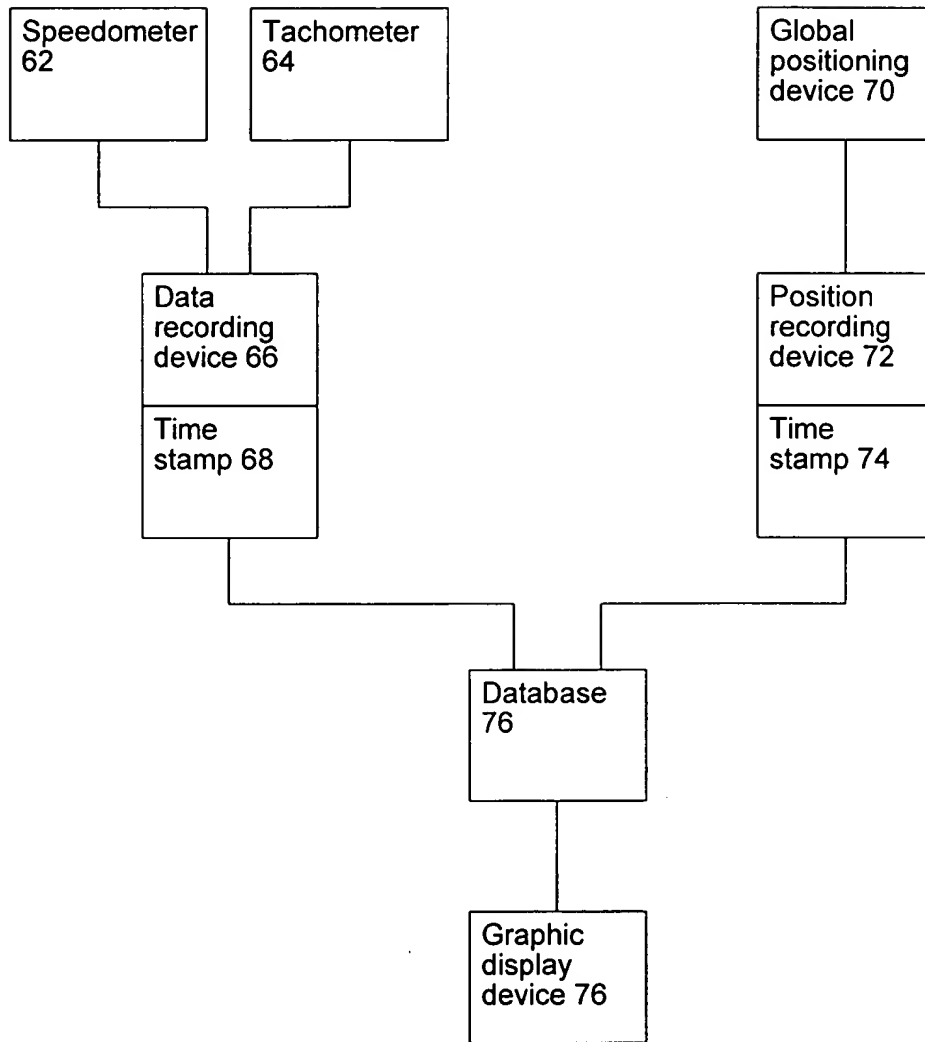 Speedometer
62
Tachometer
64
Global
positioning
device 70
Data
recording
device 66
Time
stamp 68
Position
recording
device 72
Time
stamp 74
Database
76
Graphic
display
device 76